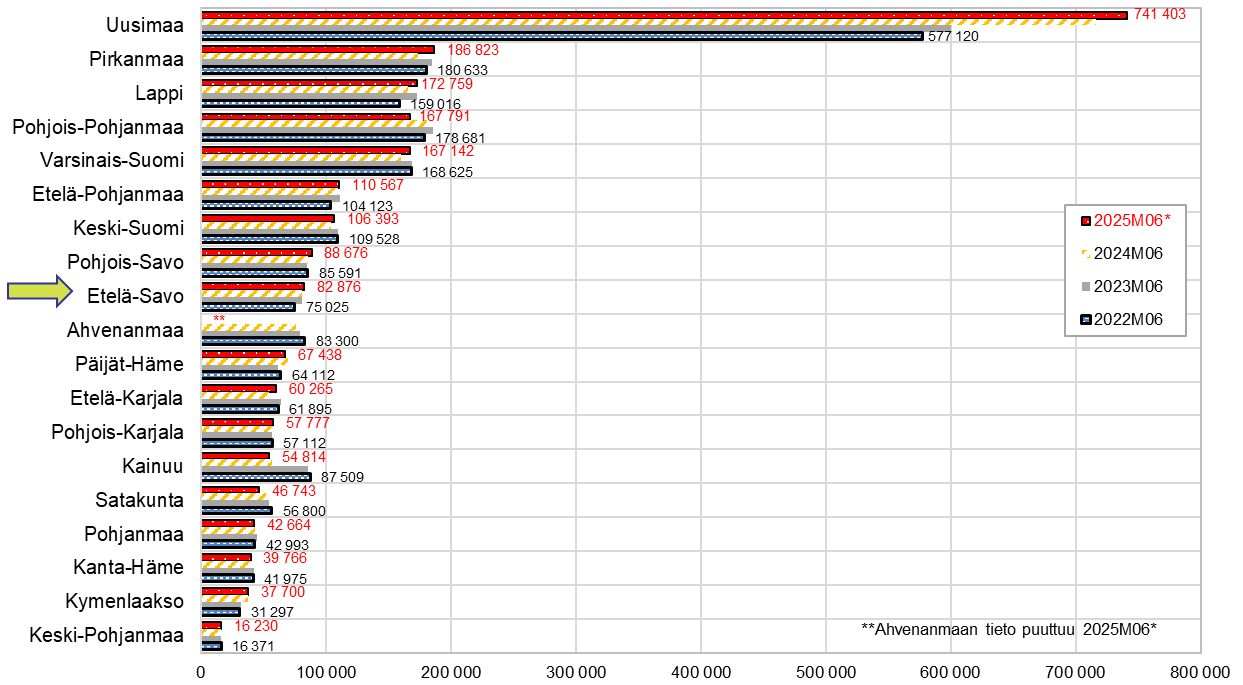 Uusimaa
741 403
577 120
Pirkanmaa
186 823
180 633
Lappi
172 759
159 016
Pohjois-Pohjanmaa
167 791
178 681
Varsinais-Suomi
167 142
168 625
Etelä-Pohjanmaa
110 567
104 123
Keski-Suomi
106 393
109 528
Pohjois-Savo
88 676
85 591
Etelä-Savo
82 876
75 025
Ahvenanmaa
**
83 300
Päijät-Häme
67 438
64 112
Etelä-Karjala
60 265
61 895
Pohjois-Karjala
57 777
57 112
Kainuu
54 814
87 509
Satakunta
46 743
56 800
Pohjanmaa
42 664
42 993
Kanta-Häme
39 766
41 975
Kymenlaakso
37 700
31 297
Keski-Pohjanmaa
16 230
16 371
2025M06*
2024M06
2023M06
2022M06
**Ahvenanmaan tieto puuttuu 2025M06*
0 100 000 200 000 300 000 400 000 500 000 600 000 700 000 800 000